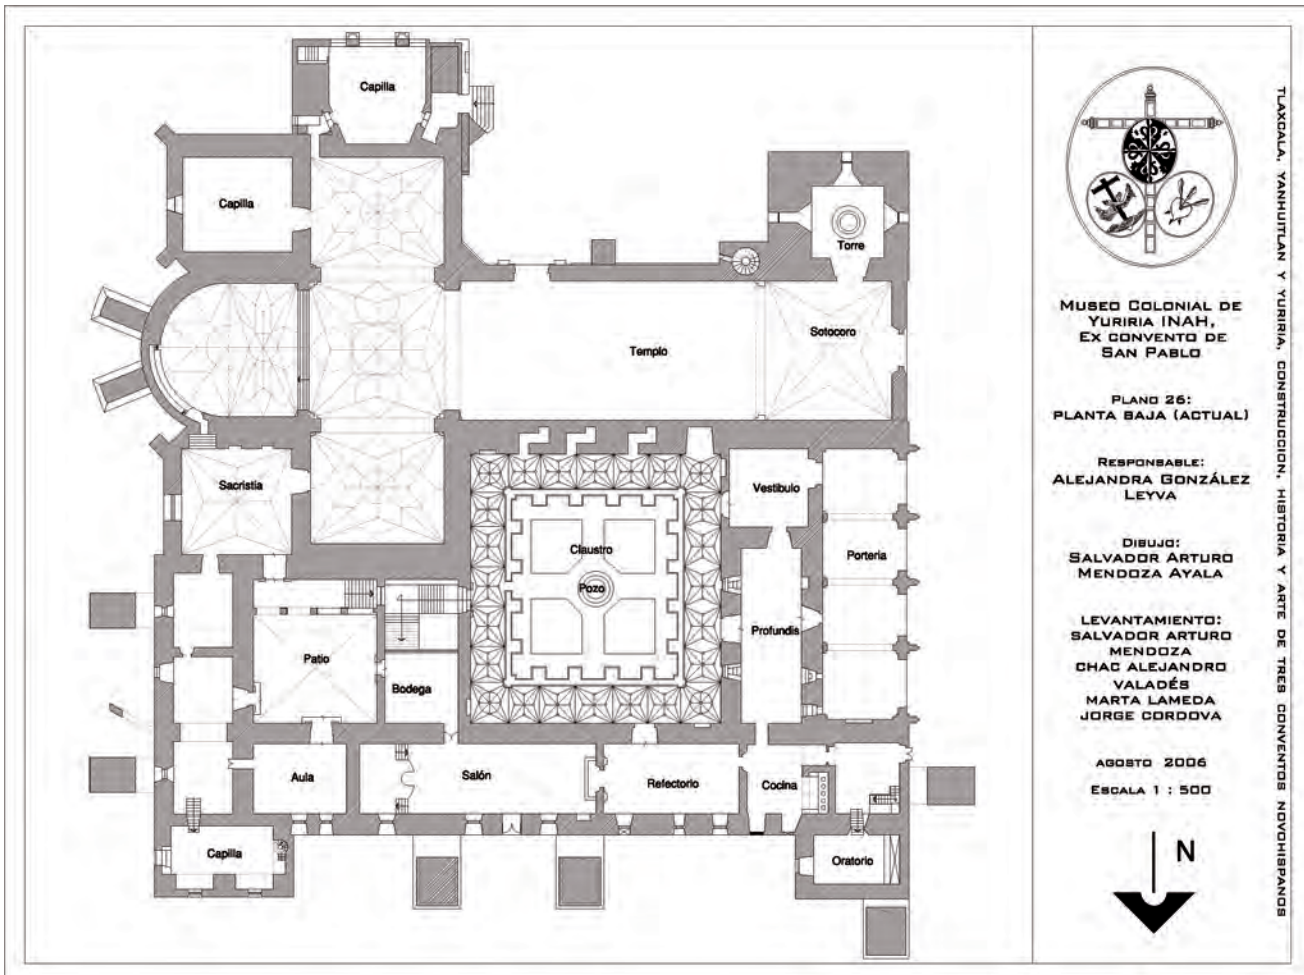 Capilla
Capilla
Torre
Sotocoro
Templo
Sacristía
Vestíbulo
Claustro
Portería
Pozo
Profundis
Patio
Bodega
Aula
Salón
Refectorio
Cocina
Capilla
Oratorio
MUSEO COLONIAL DE
YURIRIA INAH,
EX CONVENTO DE
SAN PABLO
PLANO 26:
PLANTA BAJA (ACTUAL)
RESPONSABLE:
ALEJANDRA GONZÁLEZ
LEYVA
DIBUJO:
SALVADOR ARTURO
MENDOZA AYALA
LEVANTAMIENTO:
SALVADOR ARTURO
MENDOZA
CHAC ALEJANDRO
VALADÉS
MARTA LAMEDA
JORGE CORDOVA
AGOSTO 2006
ESCALA 1 : 500
N
TLAXCALA, YANHUITLAN Y YURIRIA, CONSTRUCCION, HISTORIA Y ARTE DE TRES CONVENTOS NOVOHISPANOS